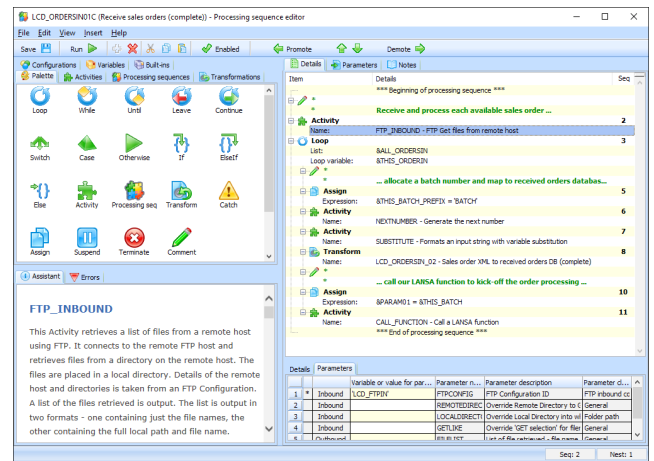 LCD_ORDERSIN01C (Receive sales orders (complete)) - Processing sequence editor
File Edit View Insert Help
Save Run Enabled Promote Demote
Configurations Variables Built-ins
Palette Activities Processing sequences Transformations
Loop While Until Leave Continue
Switch Case Otherwise If ElseIf
Else Activity Processing seq Transform Catch
Assign Suspend Terminate Comment
Assistant Errors
FTP_INBOUND
This Activity retrieves a list of files from a remote host
using FTP. It connects to the remote FTP host and
retrieves files from a directory on the remote host. The
files are placed in a local directory. Details of the remote
host and directories is taken from an FTP Configuration.
A list of the files retrieved is output. The list is output in
two formats - one containing just the file names, the
other containing the full local path and file name.
Details Parameters Notes
Item Details Seq
*** Beginning of processing sequence ***
*
* Receive and process each available sales order ...
Activity 2
Name: FTP_INBOUND - FTP Get files from remote host
Loop 3
List: &ALL_ORDERSIN
Loop variable: &THIS_ORDERIN
*
* ... allocate a batch number and map to received orders databas...
Assign 5
Expression: &THIS_BATCH_PREFIX = 'BATCH'
Activity 6
Name: NEXTNUMBER - Generate the next number
Activity 7
Name: SUBSTITUTE - Formats an input string with variable substitution
Transform 8
Name: LCD_ORDERSIN_02 - Sales order XML to received orders DB (complete)
*
* ... call our LANSA function to kick-off the order processing ...
Assign 10
Expression: &PARAM01 = &THIS_BATCH
Activity 11
Name: CALL_FUNCTION - Call a LANSA function
*** End of processing sequence ***
Details Parameters
Variable or value for par... Parameter n... Parameter description Parameter cl...
1 * Inbound 'LCD_FTPIN' FTPCONFIG FTP Configuration ID FTP inbound cc
2 Inbound REMOTEDIREC Override Remote Directory to G General
3 Inbound LOCALDIRECT Override Local Directory into wl Folder path
4 Inbound GETLIKE Override 'GET selection' for files General
5 Outbound FILELIST List of file retrieved - file name General
Seq: 2 Nest: 1